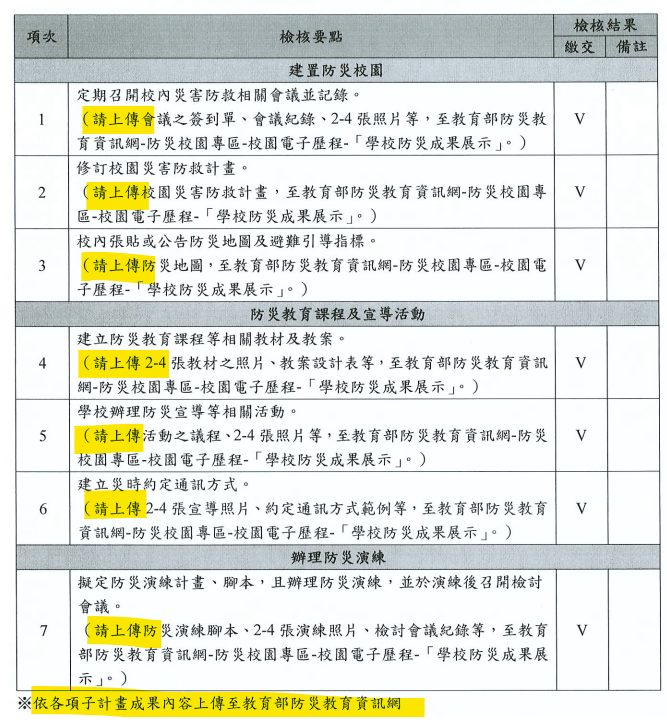 項次
檢核要點
檢核結果
繳交
備註
建置防災校園
1
定期召開校內災害防救相關會議並記錄。
（請上傳會議之簽到單、會議紀錄、2-4 張照片等，至教育部防災教
育資訊網-防災校園專區-校園電子歷程-「學校防災成果展示」。）
V
2
修訂校園災害防救計畫。
（請上傳校園災害防救計畫，至教育部防災教育資訊網-防災校園專
區-校園電子歷程-「學校防災成果展示」。）
V
3
校內張貼或公告防災地圖及避難引導指標。
（請上傳防災地圖，至教育部防災教育資訊網-防災校園專區-校園電
子歷程-「學校防災成果展示」。）
V
防災教育課程及宣導活動
4
建立防災教育課程等相關教材及教案。
（請上傳 2-4 張教材之照片、教案設計表等，至教育部防災教育資訊
網-防災校園專區-校園電子歷程-「學校防災成果展示」。）
V
5
學校辦理防災宣導等相關活動。
（請上傳活動之議程、2-4 張照片等，至教育部防災教育資訊網-防災
校園專區-校園電子歷程-「學校防災成果展示」。）
V
6
建立災時約定通訊方式。
（請上傳 2-4 張宣導照片、約定通訊方式範例等，至教育部防災教育
資訊網-防災校園專區-校園電子歷程-「學校防災成果展示」。）
V
辦理防災演練
7
擬定防災演練計畫、腳本，且辦理防災演練，並於演練後召開檢討
會議。
（請上傳防災演練腳本、2-4 張演練照片、檢討會議紀錄等，至教育
部防災教育資訊網-防災校園專區-校園電子歷程-「學校防災成果展
示」。）
V
※依各項子計畫成果內容上傳至教育部防災教育資訊網